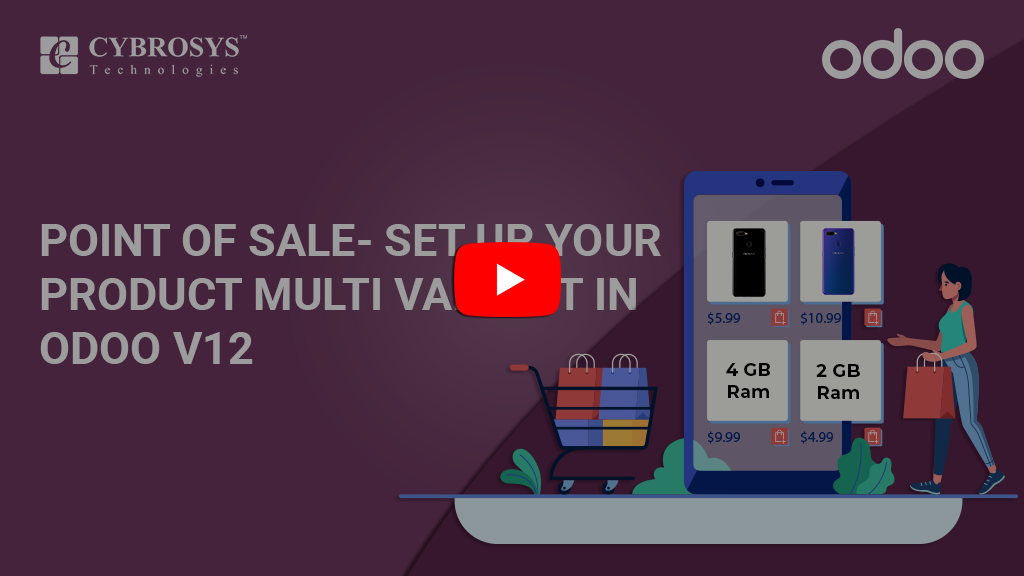 CYBROSYS™
Technologies
odoo
POINT OF SALE- SET UP YOUR
PRODUCT MULTI VA T IN
ODOO V12
$5.99
$10.99
4 GB
Ram
2 GB
Ram
$9.99
$4.99